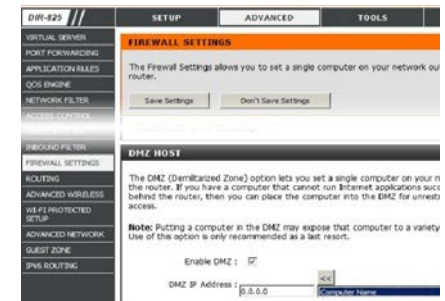 DIR-825
SETUP
ADVANCED
TOOLS
VIRTUAL SERVER
PORT FORWARDING
APPLICATION RULES
QOS ENGINE
NETWORK FILTER
ACCESS CONTROL
INBOUND FILTER
FIREWALL SETTINGS
ROUTING
ADVANCED WIRELESS
WI-FI PROTECTED
SETUP
ADVANCED NETWORK
GUEST ZONE
IPV6 ROUTING
FIREWALL SETTINGS
The Firewall Settings allows you to set a single computer on your network out
router.
Save Settings
Don't Save Settings
DMZ HOST
The DMZ (Demilitarized Zone) option lets you set a single computer on your n
the router. If you have a computer that cannot run Internet applications succ
behind the router, then you can place the computer into the DMZ for unrest
access.
Note: Putting a computer in the DMZ may expose that computer to a variety
Use of this option is only recommended as a last resort.
Enable DMZ :
DMZ IP Address :
0.0.0.0
<<
Computer Name